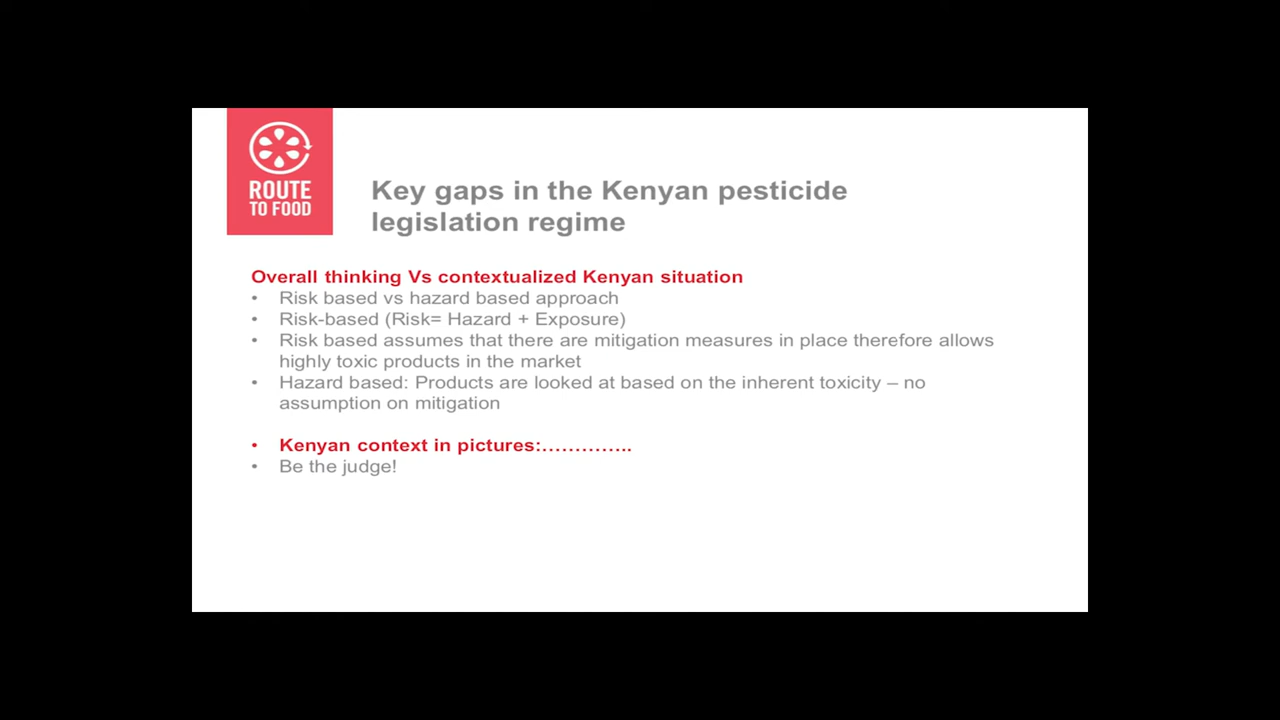 ROUTE
TO FOOD
Key gaps in the Kenyan pesticide
legislation regime
Overall thinking Vs contextualized Kenyan situation
• Risk based vs hazard based approach
• Risk-based (Risk= Hazard + Exposure)
• Risk based assumes that there are mitigation measures in place therefore allows
highly toxic products in the market
• Hazard based: Products are looked at based on the inherent toxicity – no
assumption on mitigation
• Kenyan context in pictures:…………..
• Be the judge!